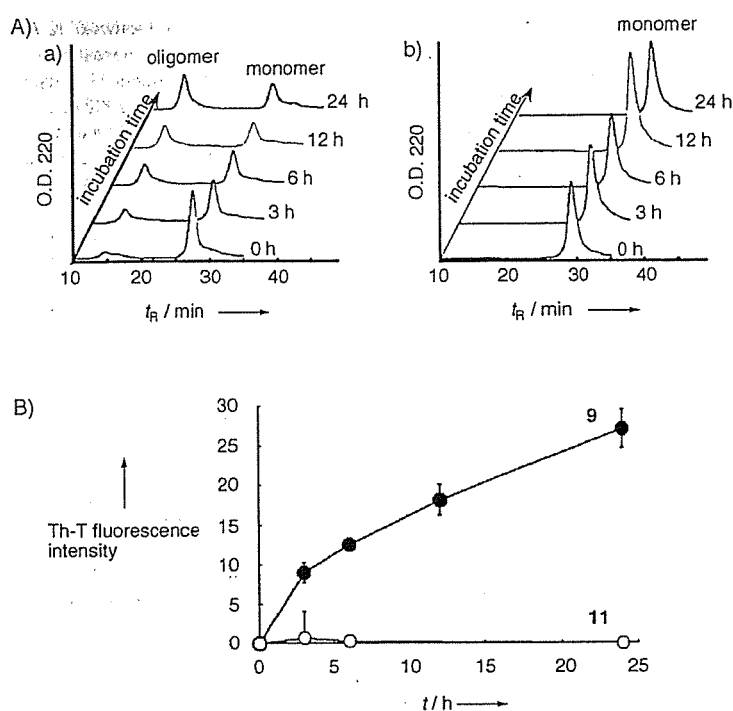 A)
a)
oligomer
monomer
24 h
12 h
6 h
3 h
0 h
incubation time
O.D. 220
10 20 30 40
tR / min
b)
monomer
24 h
12 h
6 h
3 h
0 h
incubation time
O.D. 220
10 20 30 40
tR / min
B)
Th-T fluorescence
intensity
30
25
20
15
10
5
0
9
11
0 5 10 15 20 25
t / h